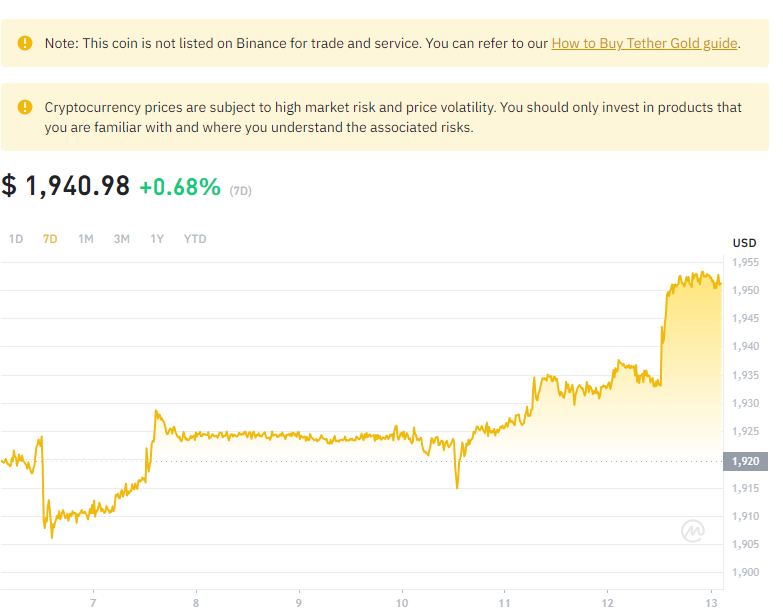 Note: This coin is not listed on Binance for trade and service. You can refer to our How to Buy Tether Gold guide.
Cryptocurrency prices are subject to high market risk and price volatility. You should only invest in products that
you are familiar with and where you understand the associated risks.
$ 1,940.98 +0.68% (7D)
1D 7D 1M 3M 1Y YTD
USD
1,955
1,950
1,945
1,940
1,935
1,930
1,925
1,920
1,915
1,910
1,905
1,900
7 8 9 10 11 12 13